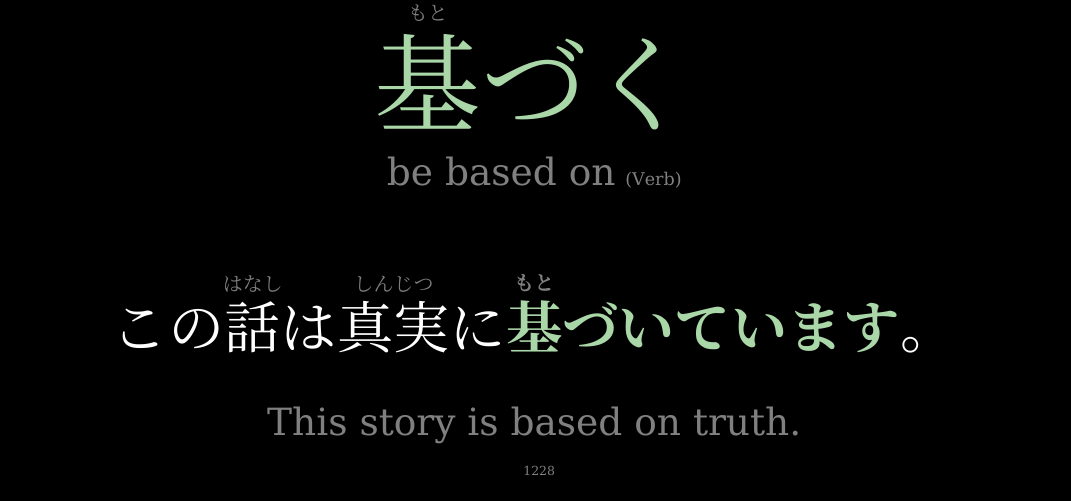 もと
基づく
be based on (Verb)
はなし しんじつ もと
この話は真実に基づいています。
This story is based on truth.
1228